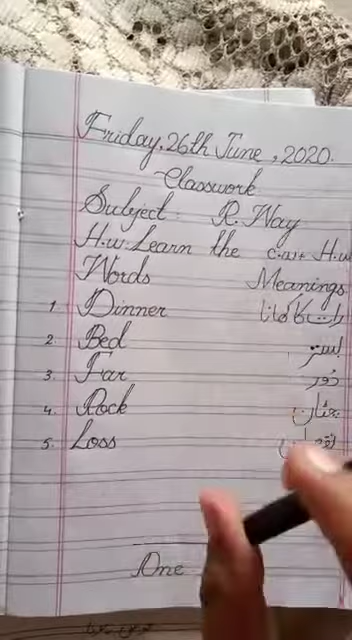 Friday, 26th June, 2020.
Classwork
Subject: R. Way
H.w: Learn the c.w+ H.w
Words Meanings
1. Dinner رات کا کھانا
2. Bed بستر
3. Far دُور
4. Rock چٹان
5. Loss
One